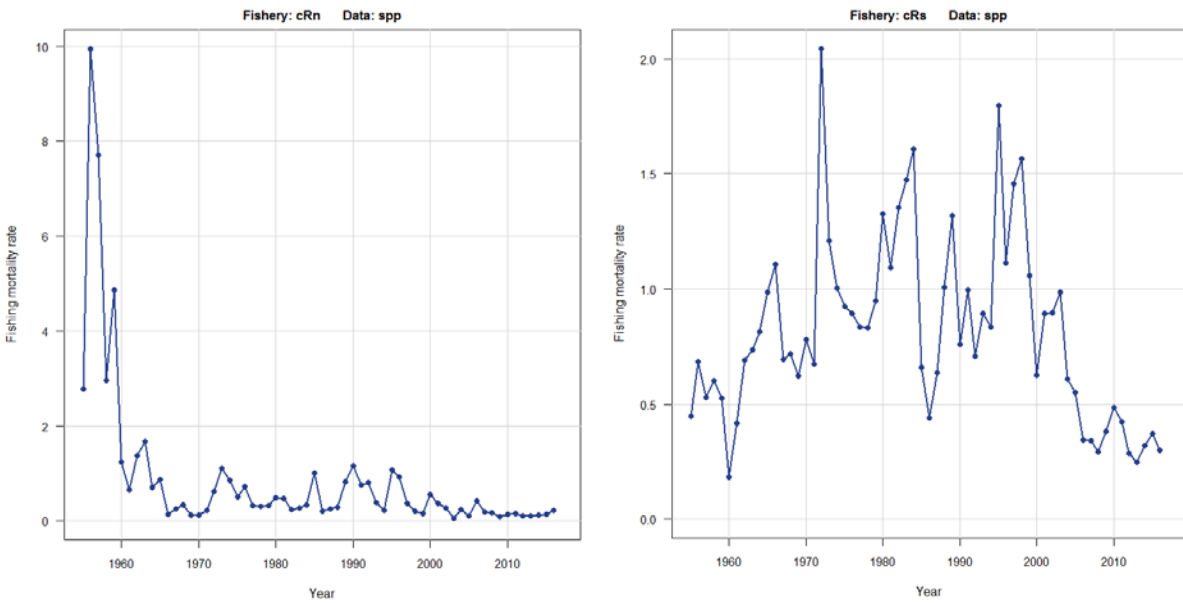 Fishery: cRn Data: spp
Fishing mortality rate
10
8
6
4
2
0
1960 1970 1980 1990 2000 2010
Year
Fishery: cRs Data: spp
Fishing mortality rate
2.0
1.5
1.0
0.5
0.0
1960 1970 1980 1990 2000 2010
Year